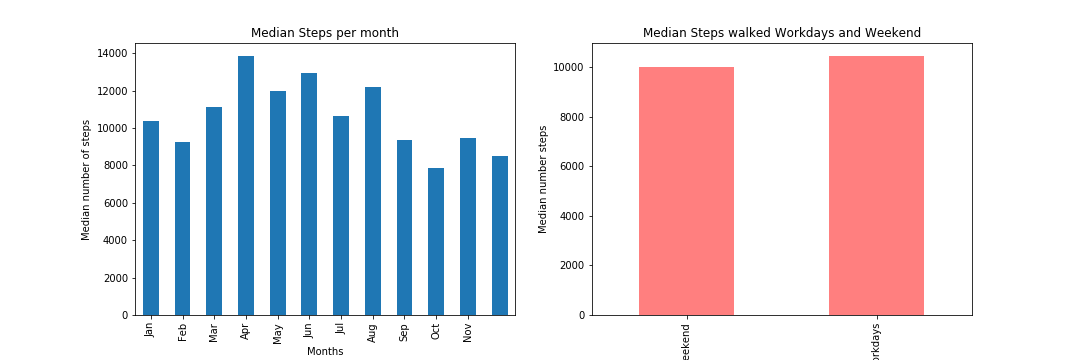 Median Steps per month
Median number of steps
14000
12000
10000
8000
6000
4000
2000
0
Jan
Feb
Mar
Apr
May
Jun
Jul
Aug
Sep
Oct
Nov
Months
Median Steps walked Workdays and Weekend
Median number steps
10000
8000
6000
4000
2000
0
eekend
orkdays